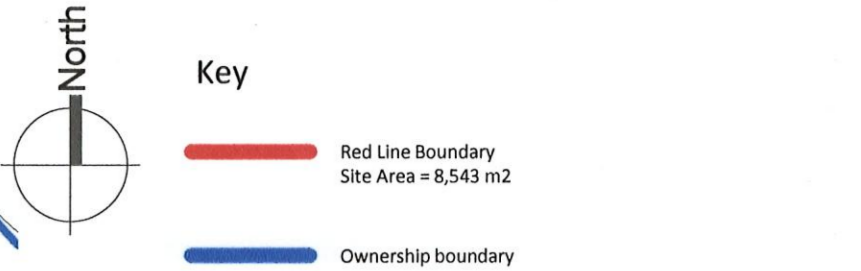 North
Key
Red Line Boundary
Site Area = 8,543 m2
Ownership boundary